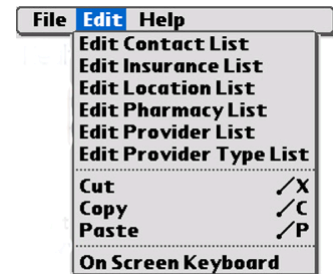 File Edit Help
Edit Contact List
Edit Insurance List
Edit Location List
Edit Pharmacy List
Edit Provider List
Edit Provider Type List
Cut /X
Copy /C
Paste /P
On Screen Keyboard